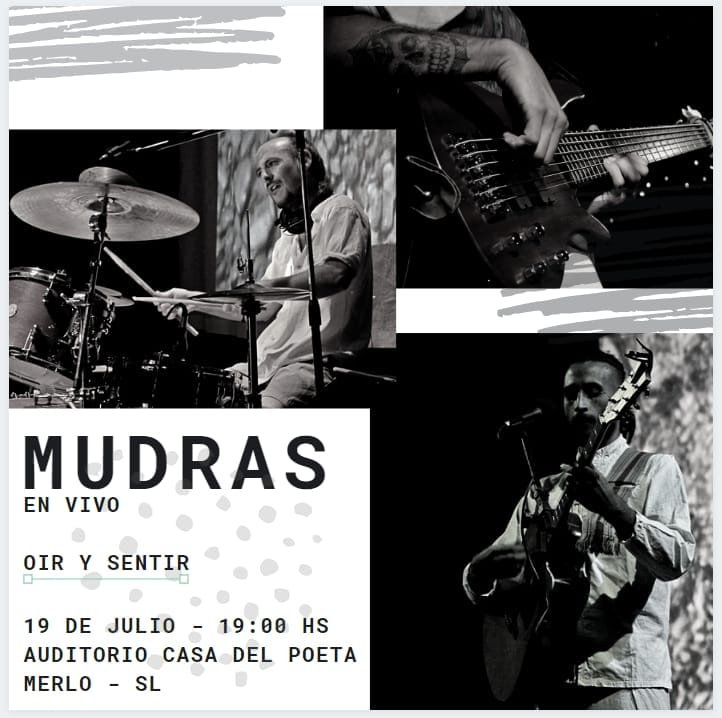 MUDRAS
EN VIVO
OIR Y SENTIR
19 DE JULIO - 19:00 HS
AUDITORIO CASA DEL POETA
MERLO - SL